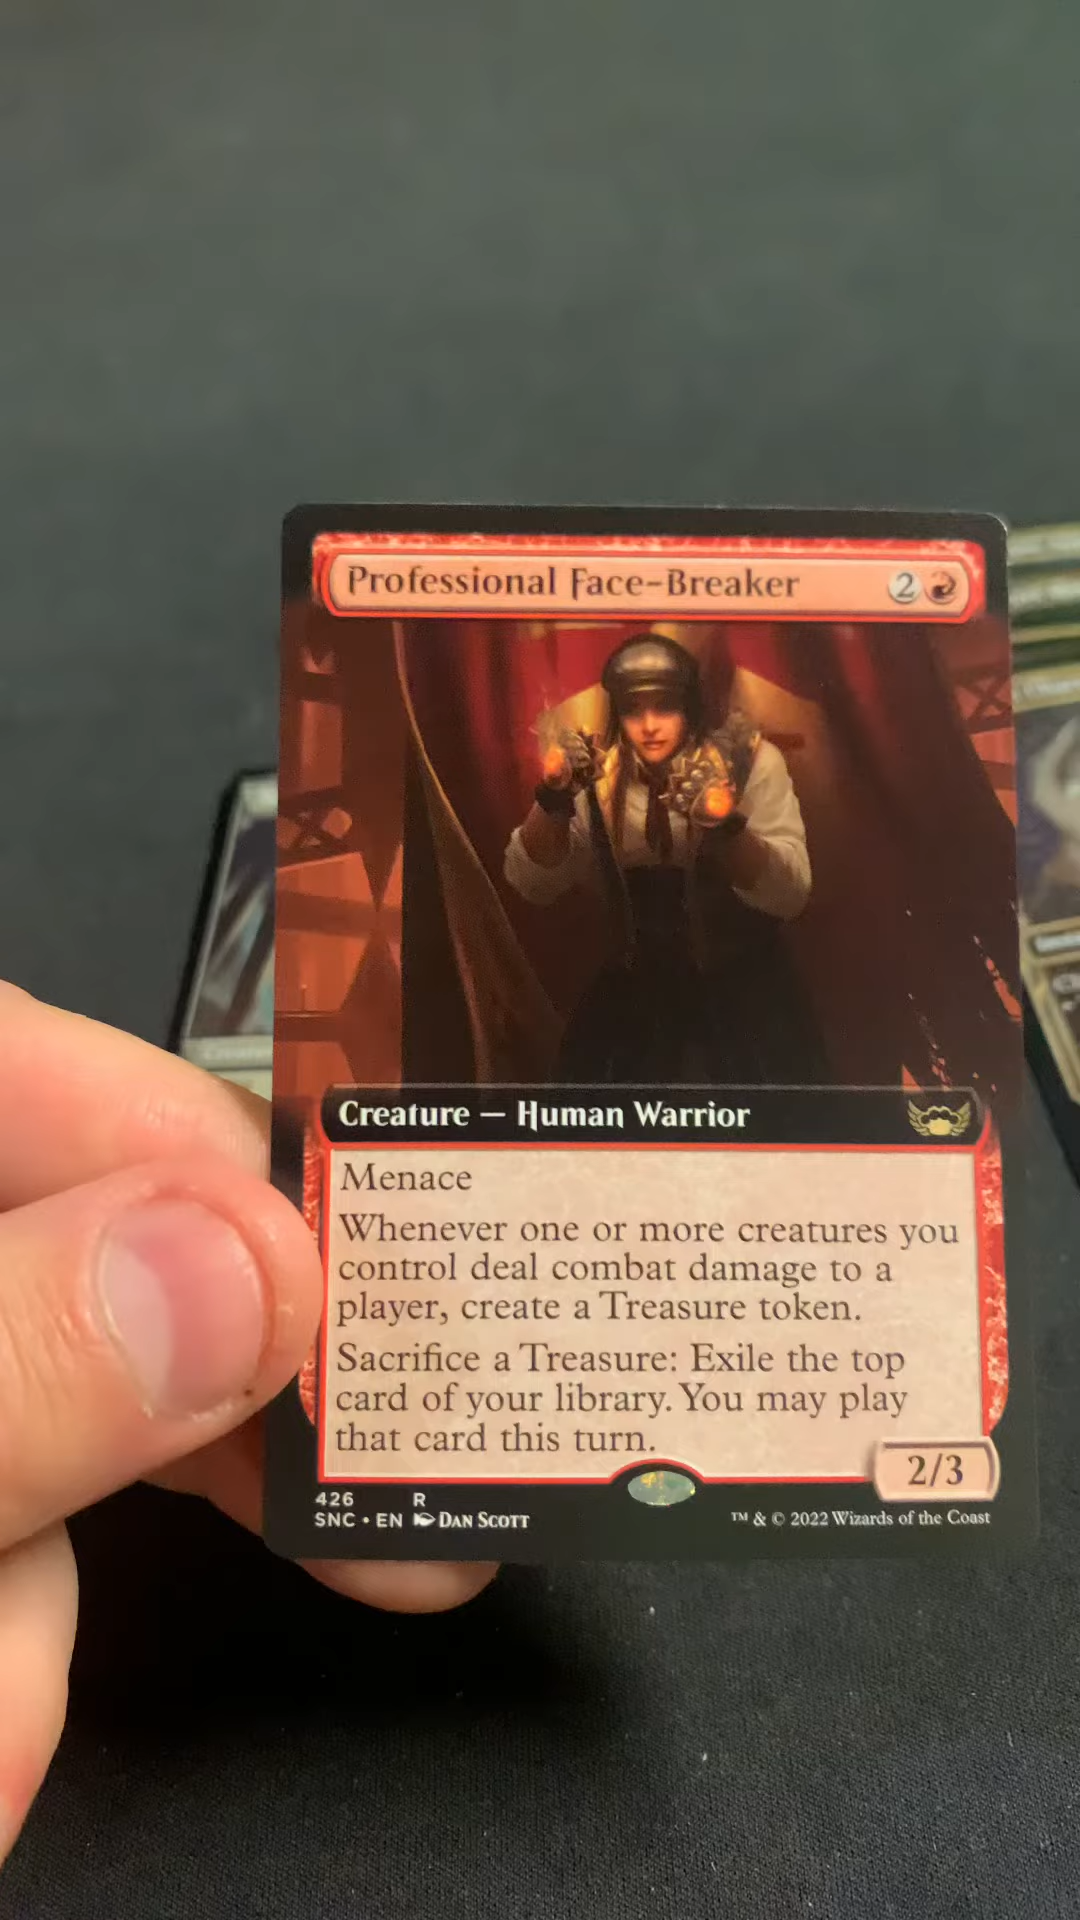 Professional Face-Breaker 2
Creature — Human Warrior
Menace
Whenever one or more creatures you
control deal combat damage to a
player, create a Treasure token.
Sacrifice a Treasure: Exile the top
card of your library. You may play
that card this turn.
2/3
426 R
SNC • EN DAN SCOTT
™ & © 2022 Wizards of the Coast